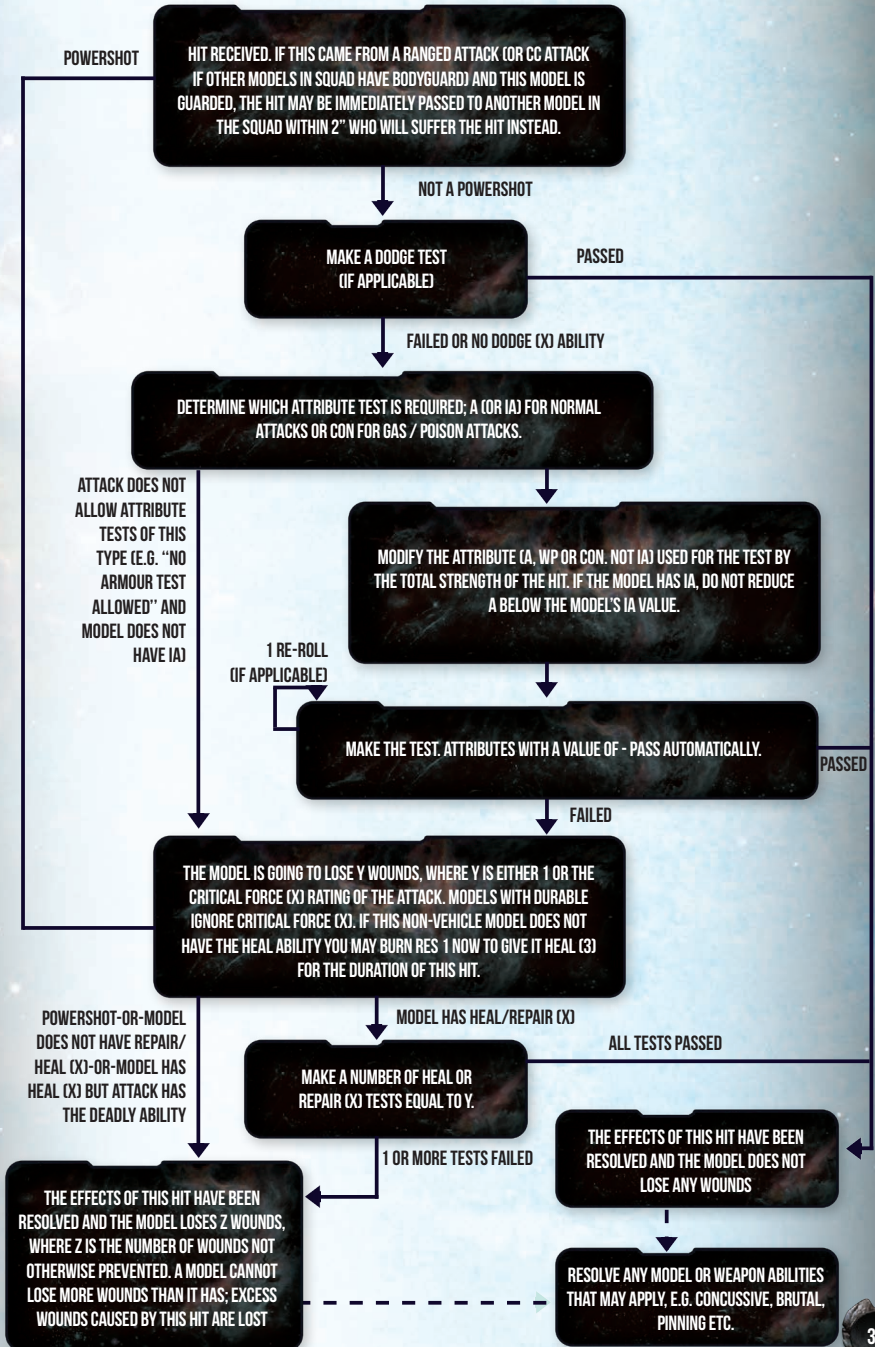 POWERSHOT
HIT RECEIVED. IF THIS CAME FROM A RANGED ATTACK (OR CC ATTACK
IF OTHER MODELS IN SQUAD HAVE BODYGUARD) AND THIS MODEL IS
GUARDED, THE HIT MAY BE IMMEDIATELY PASSED TO ANOTHER MODEL IN
THE SQUAD WITHIN 2” WHO WILL SUFFER THE HIT INSTEAD.
NOT A POWERSHOT
MAKE A DODGE TEST
(IF APPLICABLE)
PASSED
FAILED OR NO DODGE (X) ABILITY
DETERMINE WHICH ATTRIBUTE TEST IS REQUIRED; A (OR IA) FOR NORMAL
ATTACKS OR CON FOR GAS / POISON ATTACKS.
ATTACK DOES NOT
ALLOW ATTRIBUTE
TESTS OF THIS
TYPE (E.G. “NO
ARMOUR TEST
ALLOWED” AND
MODEL DOES NOT
HAVE IA)
MODIFY THE ATTRIBUTE (A, WP OR CON. NOT IA) USED FOR THE TEST BY
THE TOTAL STRENGTH OF THE HIT. IF THE MODEL HAS IA, DO NOT REDUCE
A BELOW THE MODEL’S IA VALUE.
1 RE-ROLL
(IF APPLICABLE)
MAKE THE TEST. ATTRIBUTES WITH A VALUE OF - PASS AUTOMATICALLY.
PASSED
FAILED
THE MODEL IS GOING TO LOSE Y WOUNDS, WHERE Y IS EITHER 1 OR THE
CRITICAL FORCE (X) RATING OF THE ATTACK. MODELS WITH DURABLE
IGNORE CRITICAL FORCE (X). IF THIS NON-VEHICLE MODEL DOES NOT
HAVE THE HEAL ABILITY YOU MAY BURN RES 1 NOW TO GIVE IT HEAL (3)
FOR THE DURATION OF THIS HIT.
POWERSHOT-OR-MODEL
DOES NOT HAVE REPAIR/
HEAL (X)-OR-MODEL HAS
HEAL (X) BUT ATTACK HAS
THE DEADLY ABILITY
MODEL HAS HEAL/REPAIR (X)
MAKE A NUMBER OF HEAL OR
REPAIR (X) TESTS EQUAL TO Y.
ALL TESTS PASSED
1 OR MORE TESTS FAILED
THE EFFECTS OF THIS HIT HAVE BEEN
RESOLVED AND THE MODEL DOES NOT
LOSE ANY WOUNDS
THE EFFECTS OF THIS HIT HAVE BEEN
RESOLVED AND THE MODEL LOSES Z WOUNDS,
WHERE Z IS THE NUMBER OF WOUNDS NOT
OTHERWISE PREVENTED. A MODEL CANNOT
LOSE MORE WOUNDS THAN IT HAS; EXCESS
WOUNDS CAUSED BY THIS HIT ARE LOST
RESOLVE ANY MODEL OR WEAPON ABILITIES
THAT MAY APPLY, E.G. CONCUSSIVE, BRUTAL,
PINNING ETC.
3